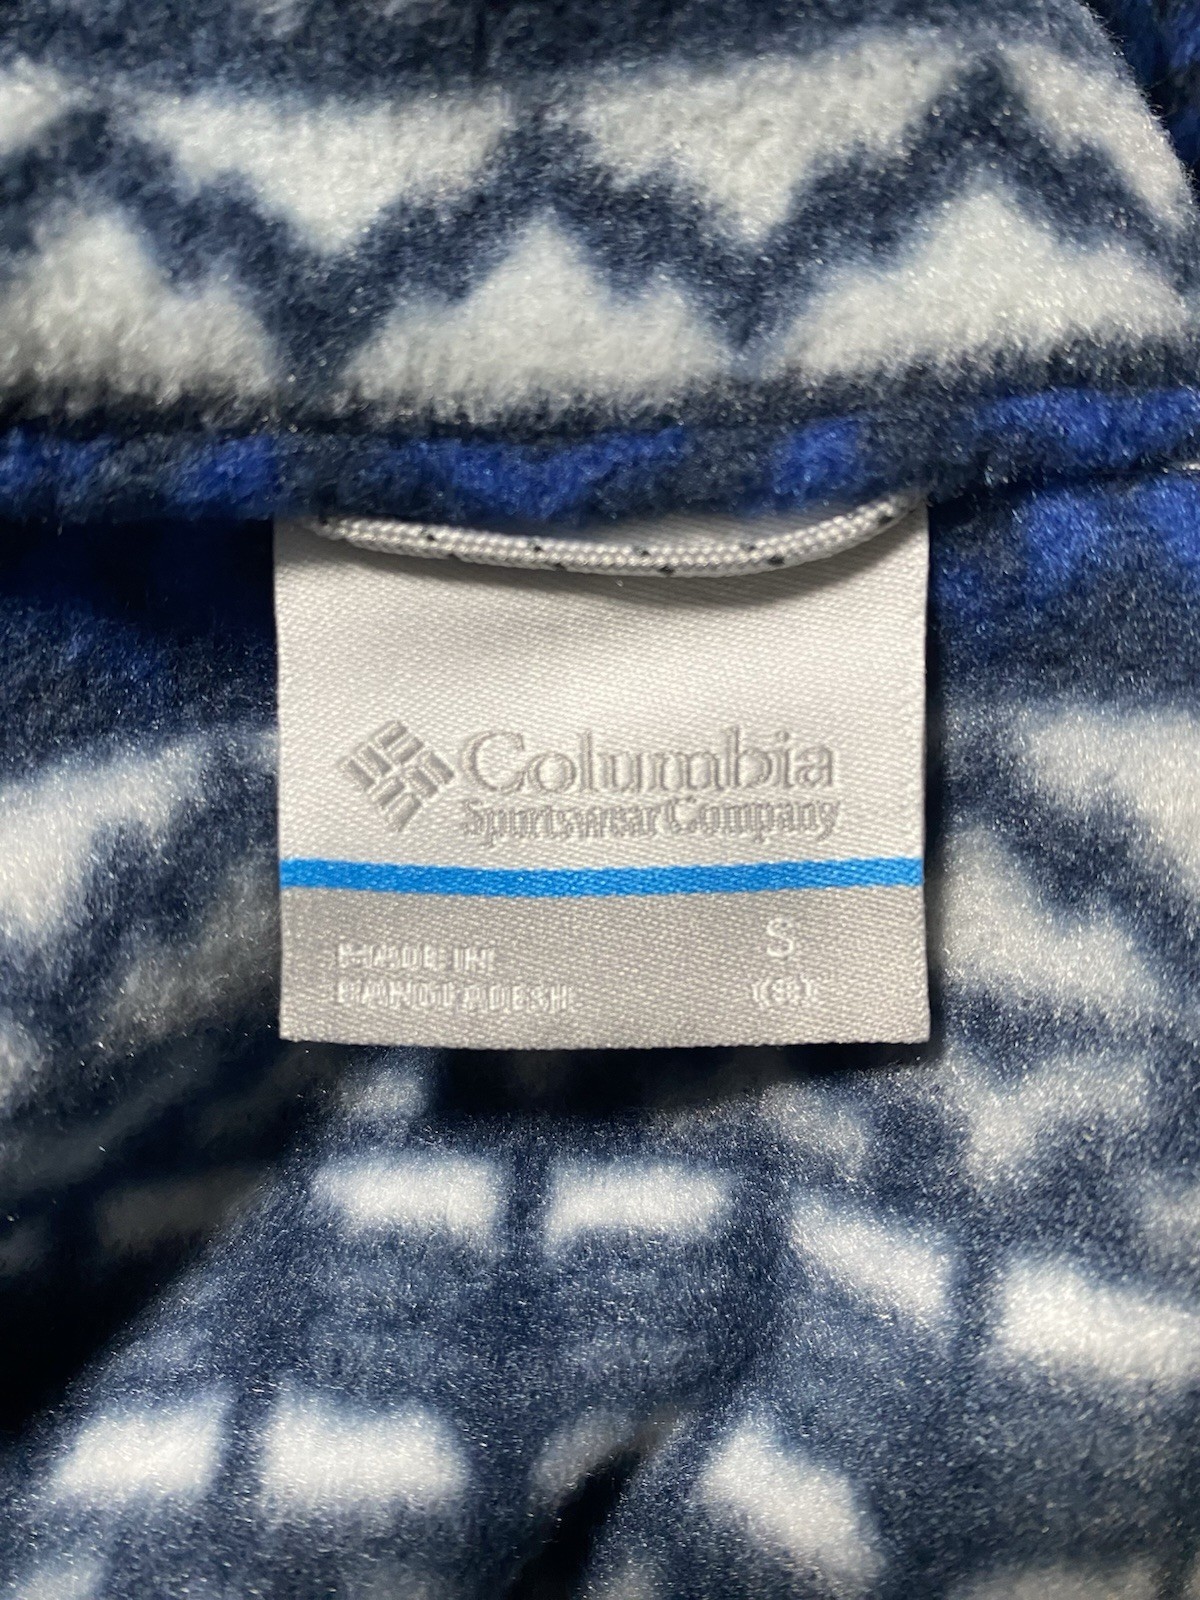 Columbia
Sportswear Company
S
MADE IN
BANGLADESH
(S)